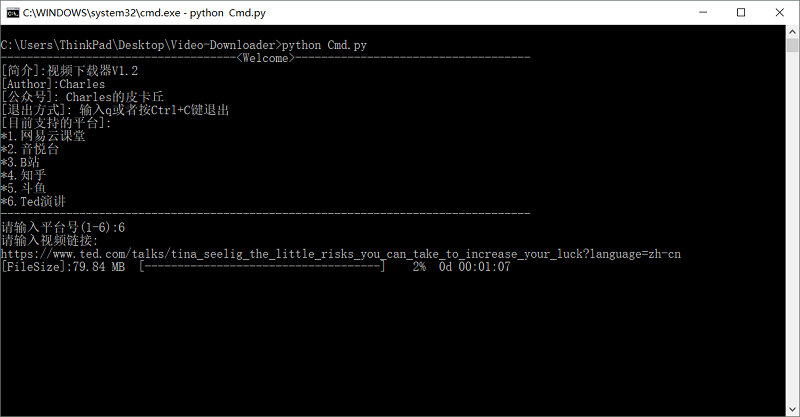 C:\WINDOWS\system32\cmd.exe - python  Cmd.py
C:\Users\ThinkPad\Desktop\Video-Downloader>python Cmd.py
------------------------------------<Welcome>------------------------------------
[简介]:视频下载器V1.2
[Author]:Charles
[公众号]: Charles的皮卡丘
[退出方式]: 输入q或者按Ctrl+C键退出
[目前支持的平台]:
*1.网易云课堂
*2.音悦台
*3.B站
*4.知乎
*5.斗鱼
*6.Ted演讲
---------------------------------------------------------------------------------
请输入平台号(1-6):6
请输入视频链接:
https://www.ted.com/talks/tina_seelig_the_little_risks_you_can_take_to_increase_your_luck?language=zh-cn
[FileSize]:79.84 MB  [------------------------------------]    2%  0d 00:01:07